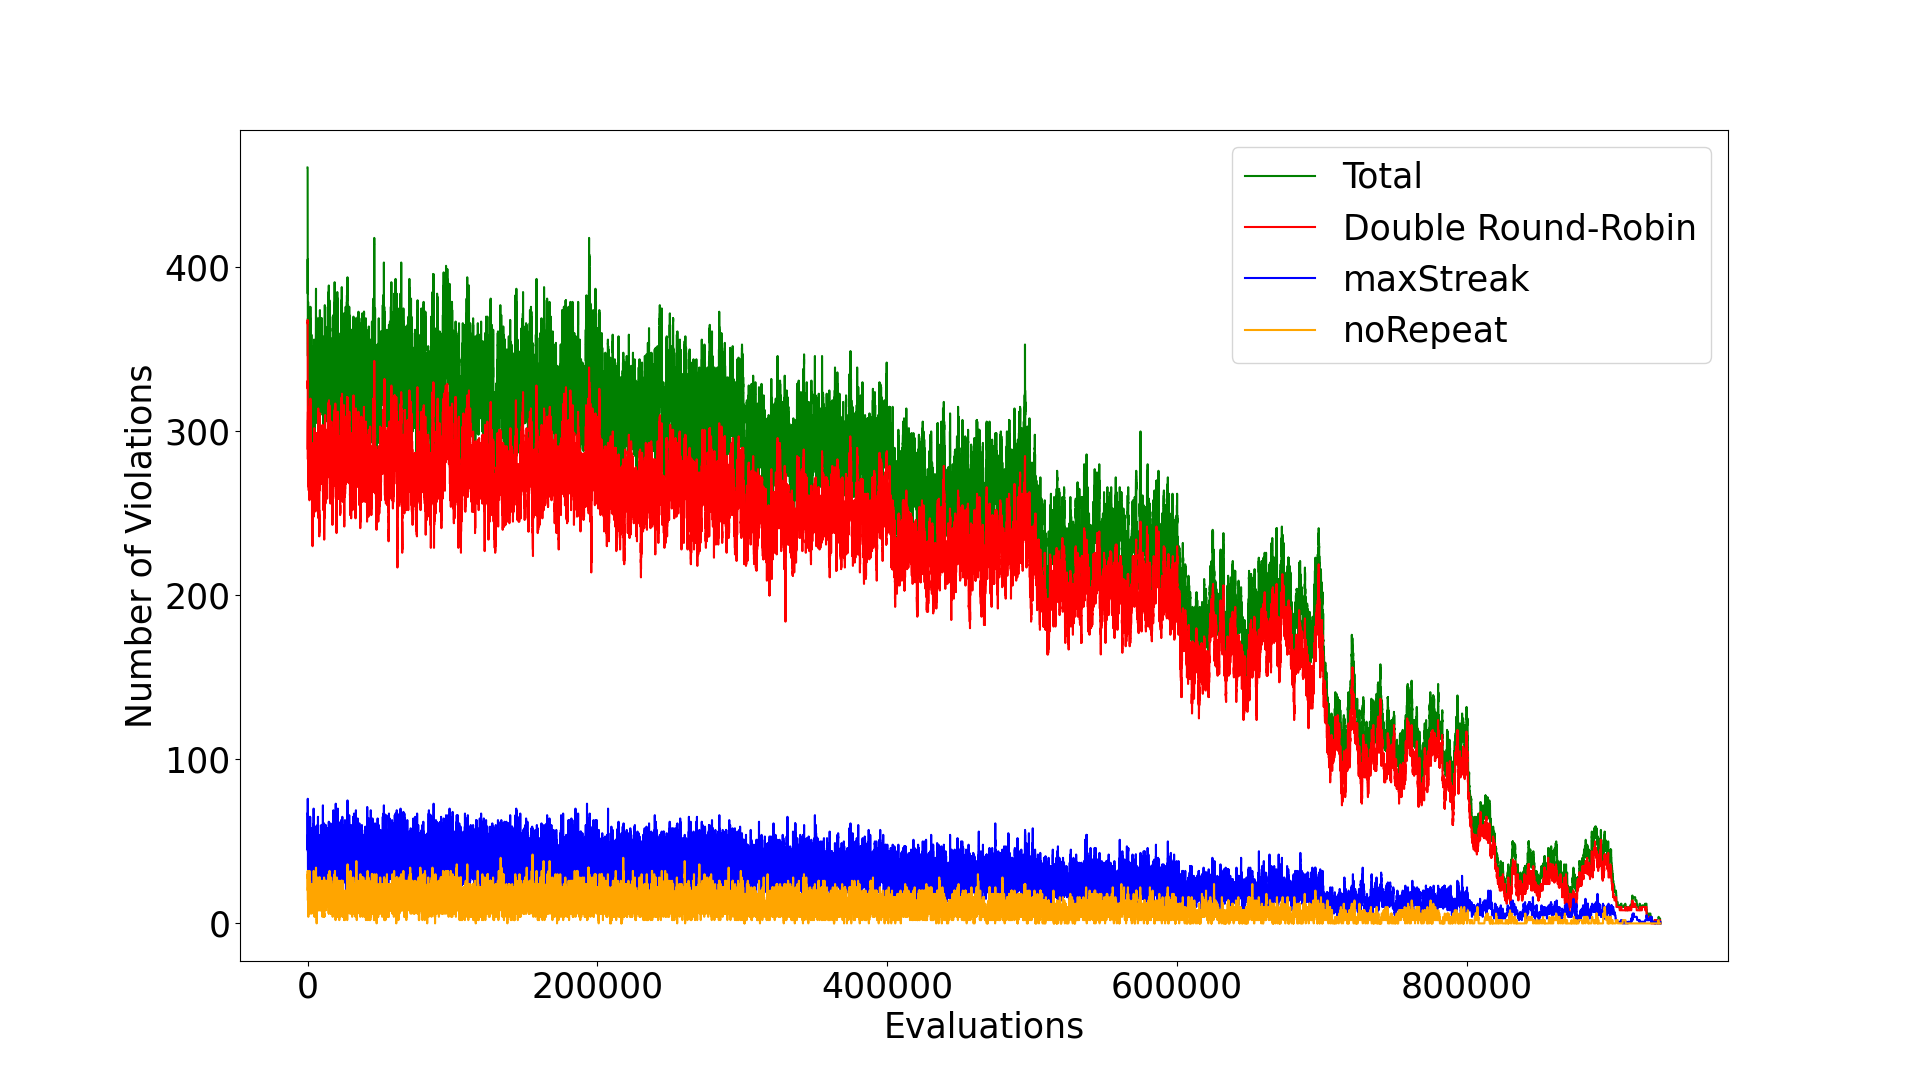 Total
Double Round-Robin
maxStreak
noRepeat
Number of Violations
400
300
200
100
0
0 200000 400000 600000 800000
Evaluations